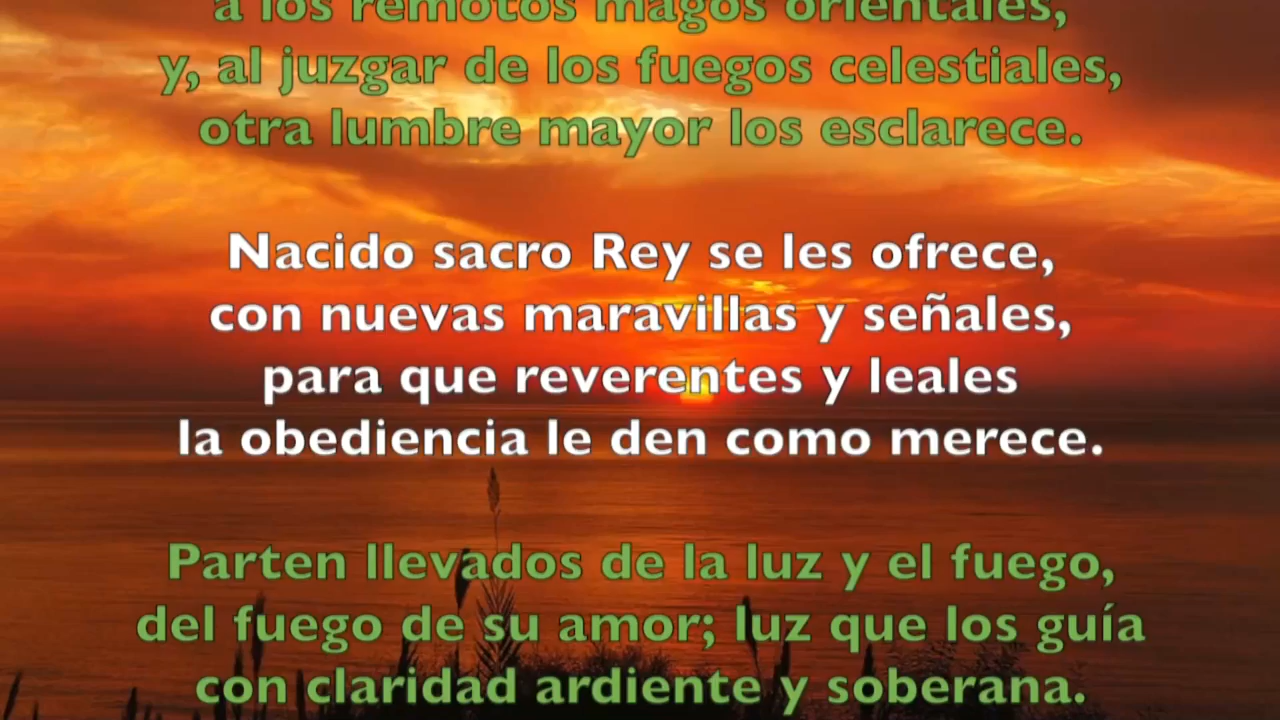 a los remotos magos orientales,
y, al juzgar de los fuegos celestiales,
otra lumbre mayor los esclarece.
Nacido sacro Rey se les ofrece,
con nuevas maravillas y señales,
para que reverentes y leales
la obediencia le den como merece.
Parten llevados de la luz y el fuego,
del fuego de su amor; luz que los guía
con claridad ardiente y soberana.